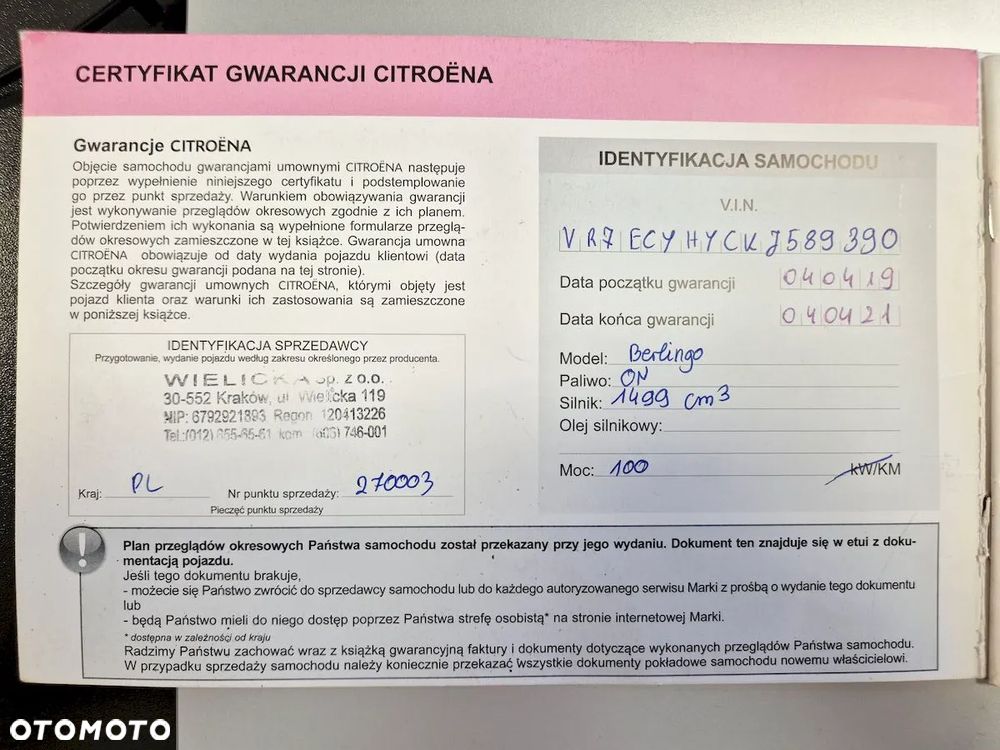 CERTYFIKAT GWARANCJI CITROËNA
Gwarancje CITROËNA
Objęcie samochodu gwarancjami umownymi CITROËNA następuje
poprzez wypełnienie niniejszego certyfikatu i podstemplowanie
go przez punkt sprzedaży. Warunkiem obowiązywania gwarancji
jest wykonywanie przeglądów okresowych zgodnie z ich planem.
Potwierdzeniem ich wykonania są wypełnione formularze przeglą-
dów okresowych zamieszczone w tej książce. Gwarancja umowna
CITROËNA obowiązuje od daty wydania pojazdu klientowi (data
początku okresu gwarancji podana na tej stronie).
Szczegóły gwarancji umownych CITROËNA, którymi objęty jest
pojazd klienta oraz warunki ich zastosowania są zamieszczone
w poniższej książce.
IDENTYFIKACJA SPRZEDAWCY
Przygotowanie, wydanie pojazdu według zakresu określonego przez producenta.
WIELICKA Sp. z o.o.
30-552 Kraków, ul. Wielicka 119
NIP: 6792921893 Regon 120413226
Tel.:(012) kom. 746-001
Kraj: PL Nr punktu sprzedaży: 270003
Pieczęć punktu sprzedaży
IDENTYFIKACJA SAMOCHODU
V.I.N.
VR7ECYHYCKJ589390
Data początku gwarancji 040419
Data końca gwarancji 040421
Model: Berlingo
Paliwo: ON
Silnik: 1499 cm3
Olej silnikowy:
Moc: 100 kW/KM
Plan przeglądów okresowych Państwa samochodu został przekazany przy jego wydaniu. Dokument ten znajduje się w etui z doku-
mentacją pojazdu.
Jeśli tego dokumentu brakuje,
- możecie się Państwo zwrócić do sprzedawcy samochodu lub do każdego autoryzowanego serwisu Marki z prośbą o wydanie tego dokumentu
lub
- będą Państwo mieli do niego dostęp poprzez Państwa strefę osobistą* na stronie internetowej Marki.
* dostępna w zależności od kraju
Radzimy Państwu zachować wraz z książką gwarancyjną faktury i dokumenty dotyczące wykonanych przeglądów Państwa samochodu.
W przypadku sprzedaży samochodu należy koniecznie przekazać wszystkie dokumenty pokładowe samochodu nowemu właścicielowi.
OTOMOTO